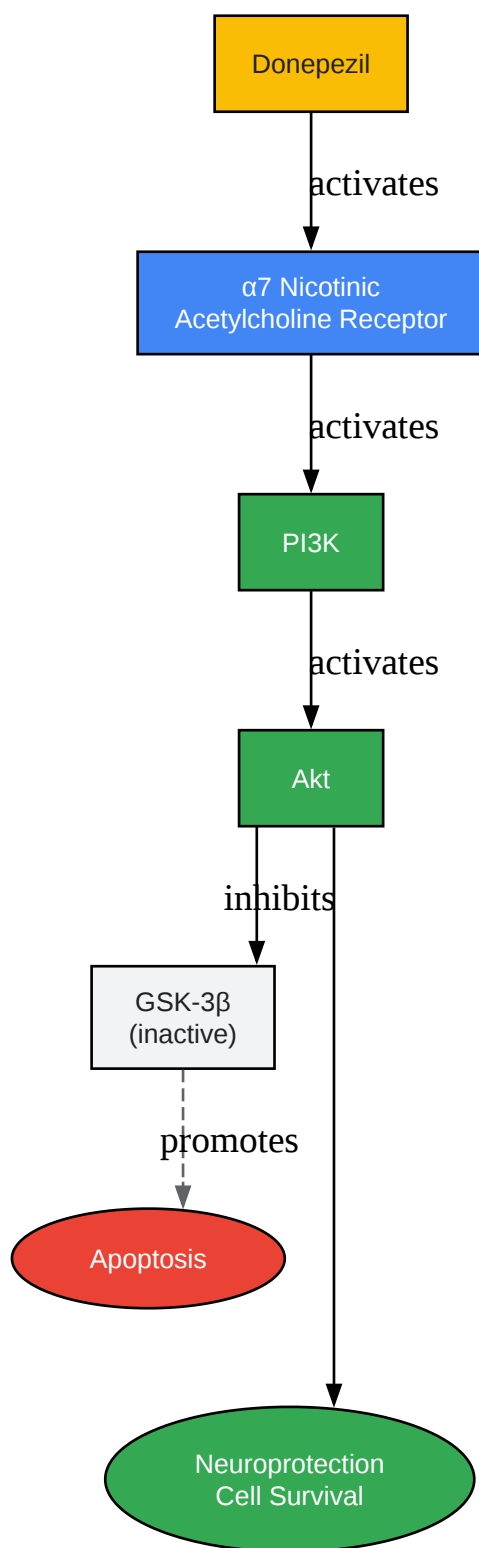 Donepezil
activates
α7 Nicotinic
Acetylcholine Receptor
activates
PI3K
activates
Akt
inhibits
GSK-3β
(inactive)
promotes
Apoptosis
Neuroprotection
Cell Survival